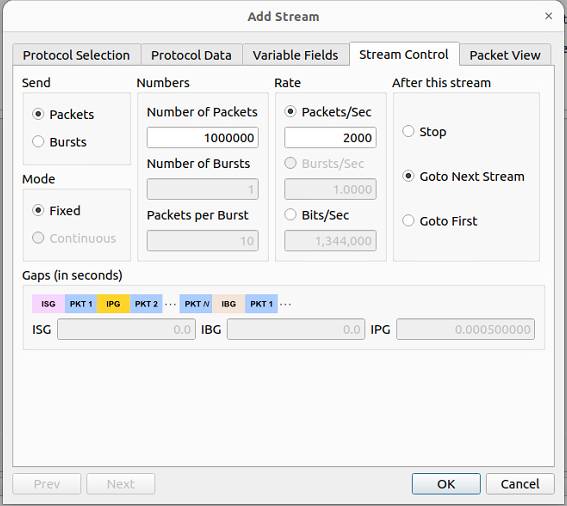 Add Stream
×
Protocol Selection
Protocol Data
Variable Fields
Stream Control
Packet View
Send
Packets
Bursts
Mode
Fixed
Continuous
Numbers
Number of Packets
1000000
Number of Bursts
1
Packets per Burst
10
Rate
Packets/Sec
2000
Bursts/Sec
1.0000
Bits/Sec
1,344,000
After this stream
Stop
Goto Next Stream
Goto First
Gaps (in seconds)
ISG PKT 1 IPG PKT 2 ··· PKT N IBG PKT 1 ···
ISG 0.0 IBG 0.0 IPG 0.000500000
Prev
Next
OK
Cancel